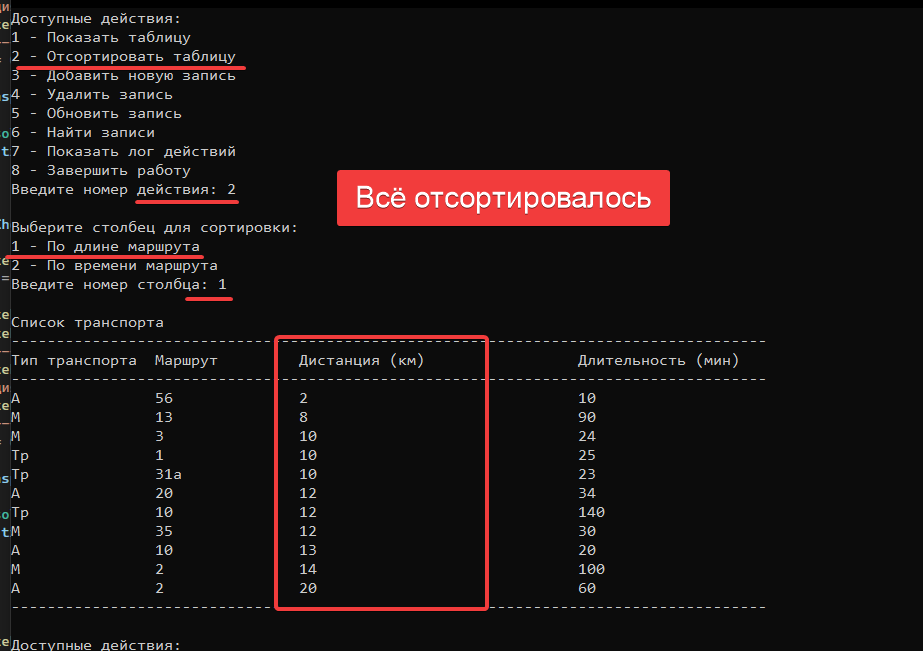 Доступные действия:
1 - Показать таблицу
2 - Отсортировать таблицу
3 - Добавить новую запись
4 - Удалить запись
5 - Обновить запись
6 - Найти записи
7 - Показать лог действий
8 - Завершить работу
Введите номер действия: 2
Всё отсортировалось
Выберите столбец для сортировки:
1 - По длине маршрута
2 - По времени маршрута
Введите номер столбца: 1
Список транспорта
Тип транспорта Маршрут Дистанция (км) Длительность (мин)
А 56 2 10
М 13 8 90
М 3 10 24
Тр 1 10 25
Тр 31а 10 23
А 20 12 34
Тр 10 12 140
М 35 12 30
А 10 13 20
М 2 14 100
А 2 20 60
Доступные действия: